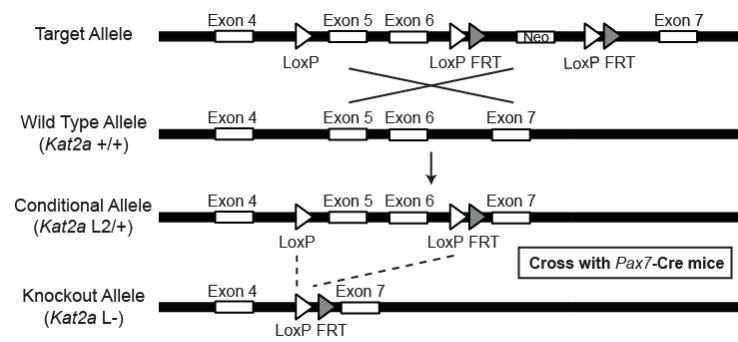 Exon 4 Exon 5 Exon 6 Exon 7
Target Allele
Neo
LoxP LoxP FRT LoxP FRT
Exon 4 Exon 5 Exon 6 Exon 7
Wild Type Allele
(Kat2a +/+)
Exon 4 Exon 5 Exon 6 Exon 7
Conditional Allele
(Kat2a L2/+)
LoxP LoxP FRT
Cross with Pax7-Cre mice
Exon 4 Exon 7
Knockout Allele
(Kat2a L-)
LoxP FRT